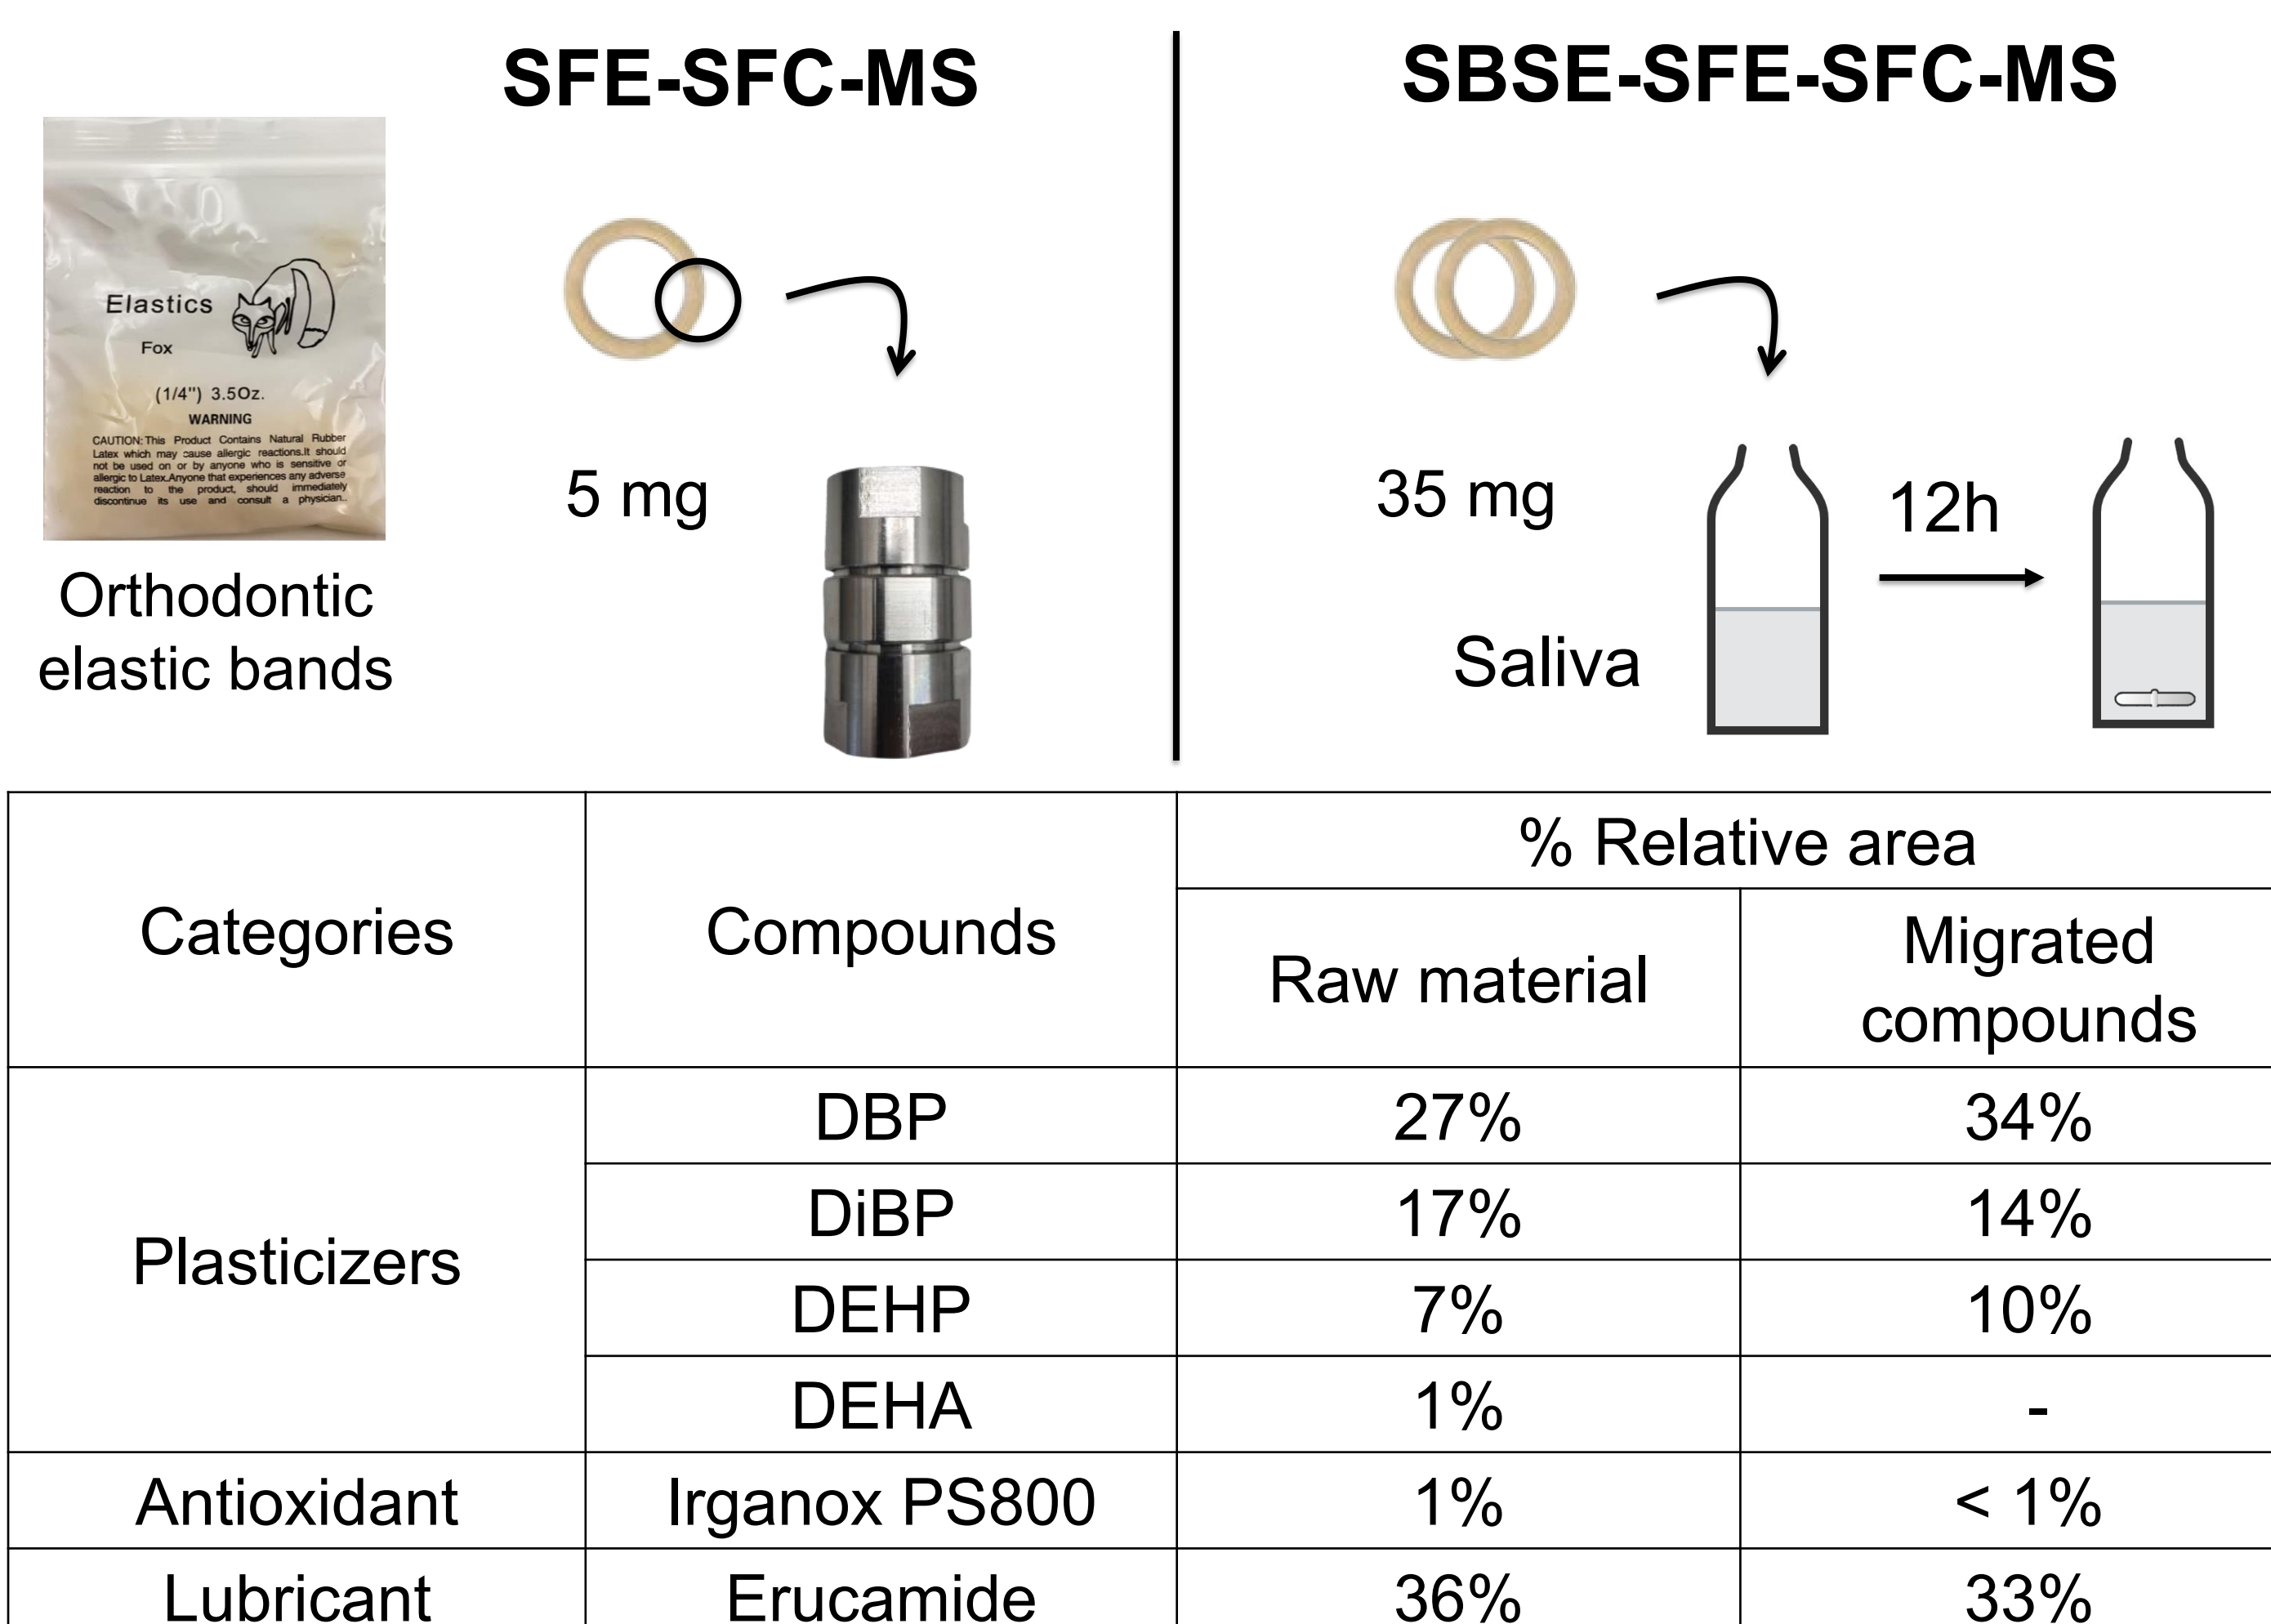 SFE-SFC-MS
SBSE-SFE-SFC-MS
Elastics
Fox
(1/4") 3.5Oz.
WARNING
CAUTION: This Product Contains Natural Rubber
Latex which may cause allergic reactions.It should
not be used on or by anyone who is sensitive or
allergic to Latex.Anyone that experiences any adverse
reaction to the product, should immediately
discontinue its use and consult a physician..
Orthodontic
elastic bands
5 mg
35 mg
12h
Saliva
% Relative area
Categories
Compounds
Raw material
Migrated
compounds
Plasticizers
DBP 27% 34%
DiBP 17% 14%
DEHP 7% 10%
DEHA 1% -
Antioxidant Irganox PS800 1% < 1%
Lubricant Erucamide 36% 33%